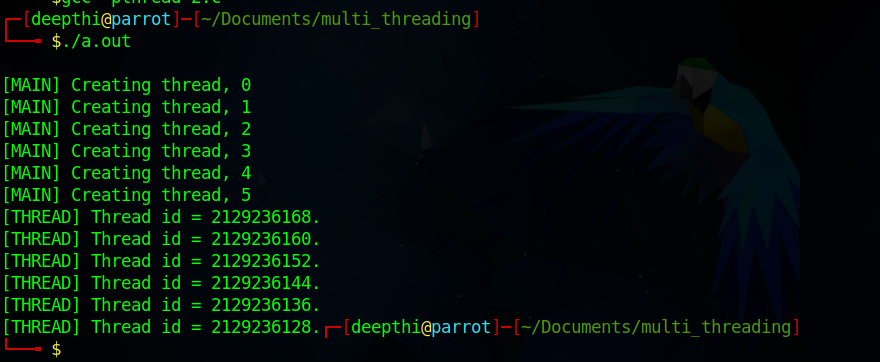 ┌─[deepthi@parrot]─[~/Documents/multi_threading]
└──╼ $./a.out
[MAIN] Creating thread, 0
[MAIN] Creating thread, 1
[MAIN] Creating thread, 2
[MAIN] Creating thread, 3
[MAIN] Creating thread, 4
[MAIN] Creating thread, 5
[THREAD] Thread id = 2129236168.
[THREAD] Thread id = 2129236160.
[THREAD] Thread id = 2129236152.
[THREAD] Thread id = 2129236144.
[THREAD] Thread id = 2129236136.
[THREAD] Thread id = 2129236128.┌─[deepthi@parrot]─[~/Documents/multi_threading]
└──╼ $